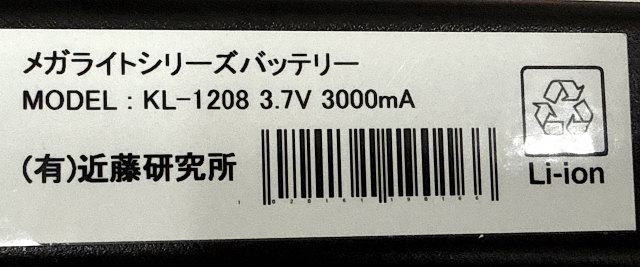 メガライトシリーズバッテリー
MODEL : KL-1208 3.7V 3000mA
(有)近藤研究所
Li-ion